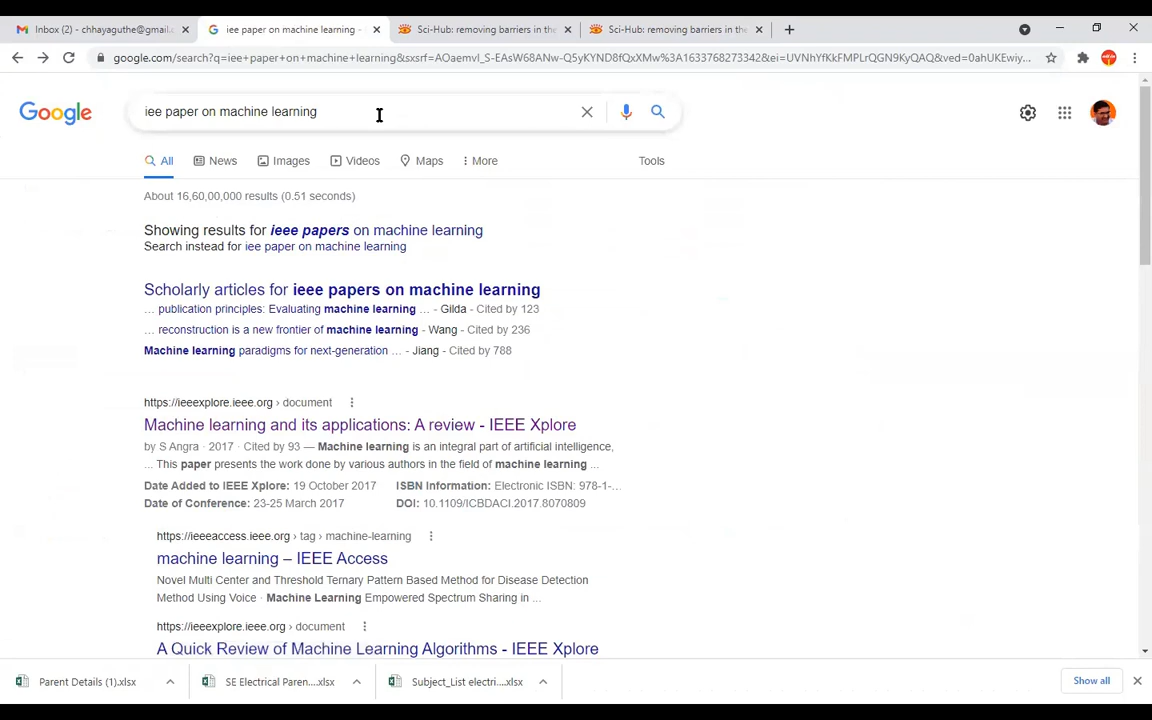 Inbox (2) - chhayaguthe@gmail.c
iee paper on machine learning -
Sci-Hub: removing barriers in the
Sci-Hub: removing barriers in the
google.com/search?q=iee+paper+on+machine+learning&sxsrf=AOaemvI_S-EAsW68ANw-Q5yKYND8fQxXMw%3A1633768273342&ei=UVNhYfKkFMPLrQGN9KyQAQ&ved=0ahUKEwiy...
Google
iee paper on machine learning
All
News
Images
Videos
Maps
More
Tools
About 16,60,00,000 results (0.51 seconds)
Showing results for ieee papers on machine learning
Search instead for iee paper on machine learning
Scholarly articles for ieee papers on machine learning
... publication principles: Evaluating machine learning ... - Gilda - Cited by 123
... reconstruction is a new frontier of machine learning - Wang - Cited by 236
Machine learning paradigms for next-generation ... - Jiang - Cited by 788
https://ieeexplore.ieee.org › document
Machine learning and its applications: A review - IEEE Xplore
by S Angra · 2017 · Cited by 93 — Machine learning is an integral part of artificial intelligence,
... This paper presents the work done by various authors in the field of machine learning ...
Date Added to IEEE Xplore: 19 October 2017 ISBN Information: Electronic ISBN: 978-1-...
Date of Conference: 23-25 March 2017 DOI: 10.1109/ICBDACI.2017.8070809
https://ieeeaccess.ieee.org › tag › machine-learning
machine learning – IEEE Access
Novel Multi Center and Threshold Ternary Pattern Based Method for Disease Detection
Method Using Voice · Machine Learning Empowered Spectrum Sharing in ...
https://ieeexplore.ieee.org › document
A Quick Review of Machine Learning Algorithms - IEEE Xplore
Parent Details (1).xlsx
SE Electrical Paren....xlsx
Subject_List electri....xlsx
Show all